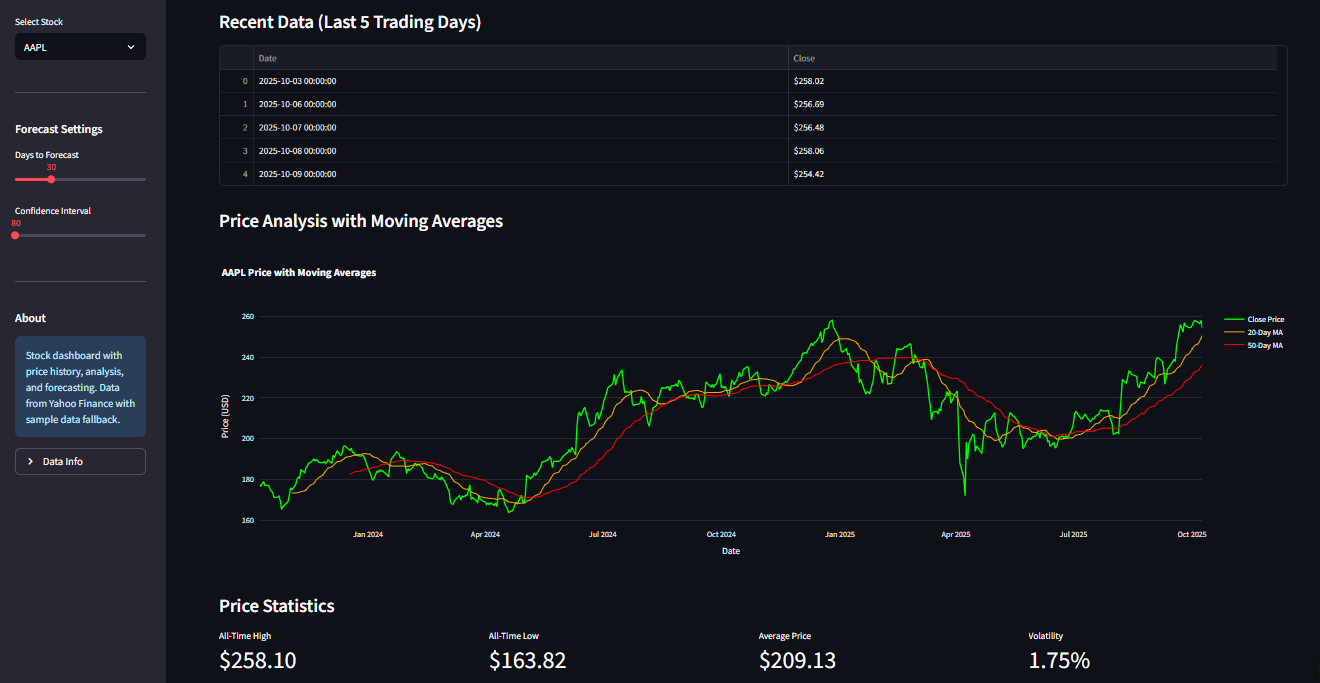 Select Stock
AAPL
Forecast Settings
Days to Forecast
30
Confidence Interval
80
About
Stock dashboard with
price history, analysis,
and forecasting. Data
from Yahoo Finance with
sample data fallback.
Data Info
Recent Data (Last 5 Trading Days)
Date Close
0 2025-10-03 00:00:00 $258.02
1 2025-10-06 00:00:00 $256.69
2 2025-10-07 00:00:00 $256.48
3 2025-10-08 00:00:00 $258.06
4 2025-10-09 00:00:00 $254.42
Price Analysis with Moving Averages
AAPL Price with Moving Averages
260
240
220
200
180
160
Price (USD)
Jan 2024 Apr 2024 Jul 2024 Oct 2024 Jan 2025 Apr 2025 Jul 2025 Oct 2025
Date
Close Price
20-Day MA
50-Day MA
Price Statistics
All-Time High All-Time Low Average Price Volatility
$258.10 $163.82 $209.13 1.75%